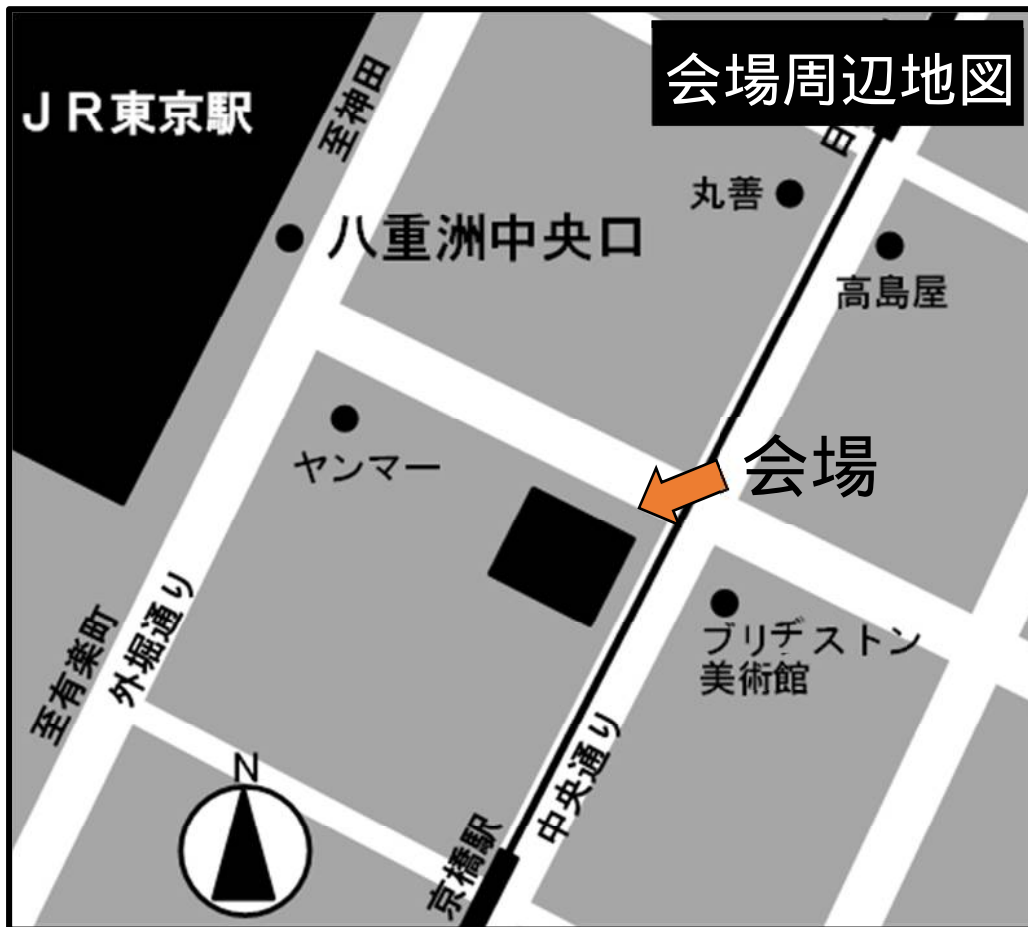 会場周辺地図
JR東京駅
至神田
八重洲中央口
丸善
高島屋
ヤンマー
会場
ブリヂストン
美術館
外堀通り
至有楽町
中央通り
京橋駅
N